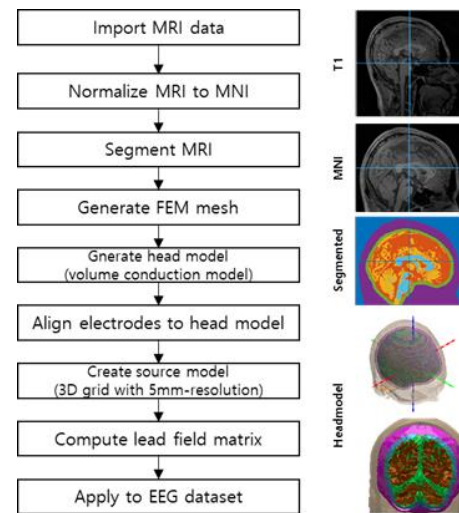 Import MRI data
Normalize MRI to MNI
Segment MRI
Generate FEM mesh
Gnerate head model
(volume conduction model)
Align electrodes to head model
Create source model
(3D grid with 5mm-resolution)
Compute lead field matrix
Apply to EEG dataset
T1
MNI
Segmented
Headmodel